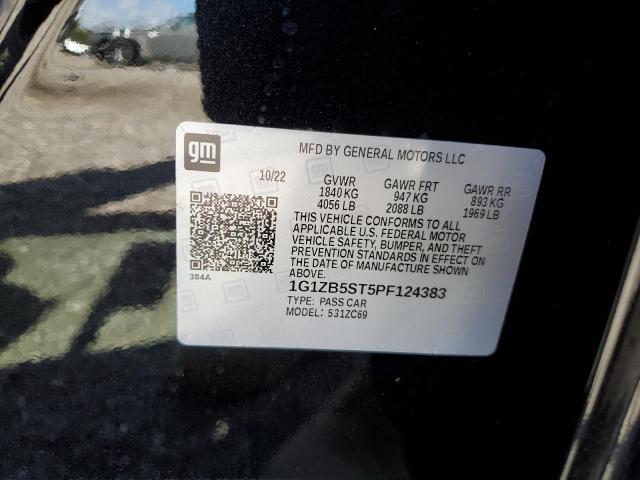 gm
MFD BY GENERAL MOTORS LLC
10/22
GVWR GAWR FRT GAWR RR
1840 KG 947 KG 893 KG
4056 LB 2088 LB 1969 LB
THIS VEHICLE CONFORMS TO ALL
APPLICABLE U.S. FEDERAL MOTOR
VEHICLE SAFETY, BUMPER, AND THEFT
PREVENTION STANDARDS IN EFFECT ON
THE DATE OF MANUFACTURE SHOWN
ABOVE.
384A
1G1ZB5ST5PF124383
TYPE: PASS CAR
MODEL: 531ZC69